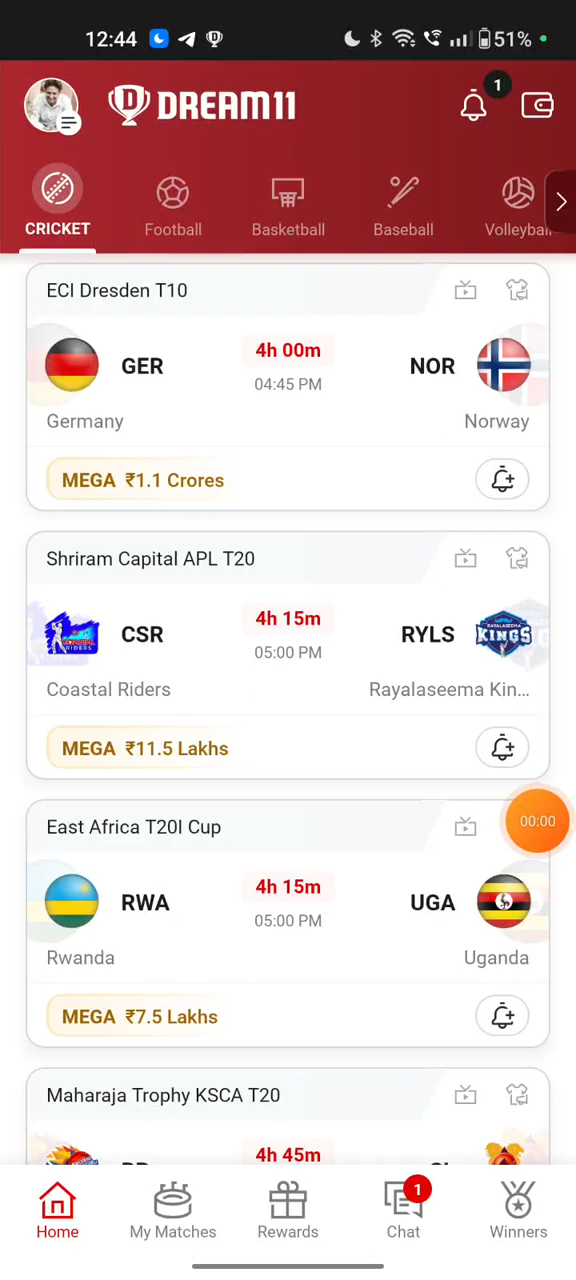 12:44
51%
1
DREAM11
CRICKET
Football
Basketball
Baseball
Volleyball
ECI Dresden T10
GER
4h 00m
NOR
04:45 PM
Germany
Norway
MEGA ₹1.1 Crores
Shriram Capital APL T20
CSR
4h 15m
RYLS
KINGS
05:00 PM
Coastal Riders
Rayalaseema Kin...
MEGA ₹11.5 Lakhs
East Africa T20I Cup
00:00
RWA
4h 15m
UGA
05:00 PM
Rwanda
Uganda
MEGA ₹7.5 Lakhs
Maharaja Trophy KSCA T20
4h 45m
1
Home
My Matches
Rewards
Chat
Winners